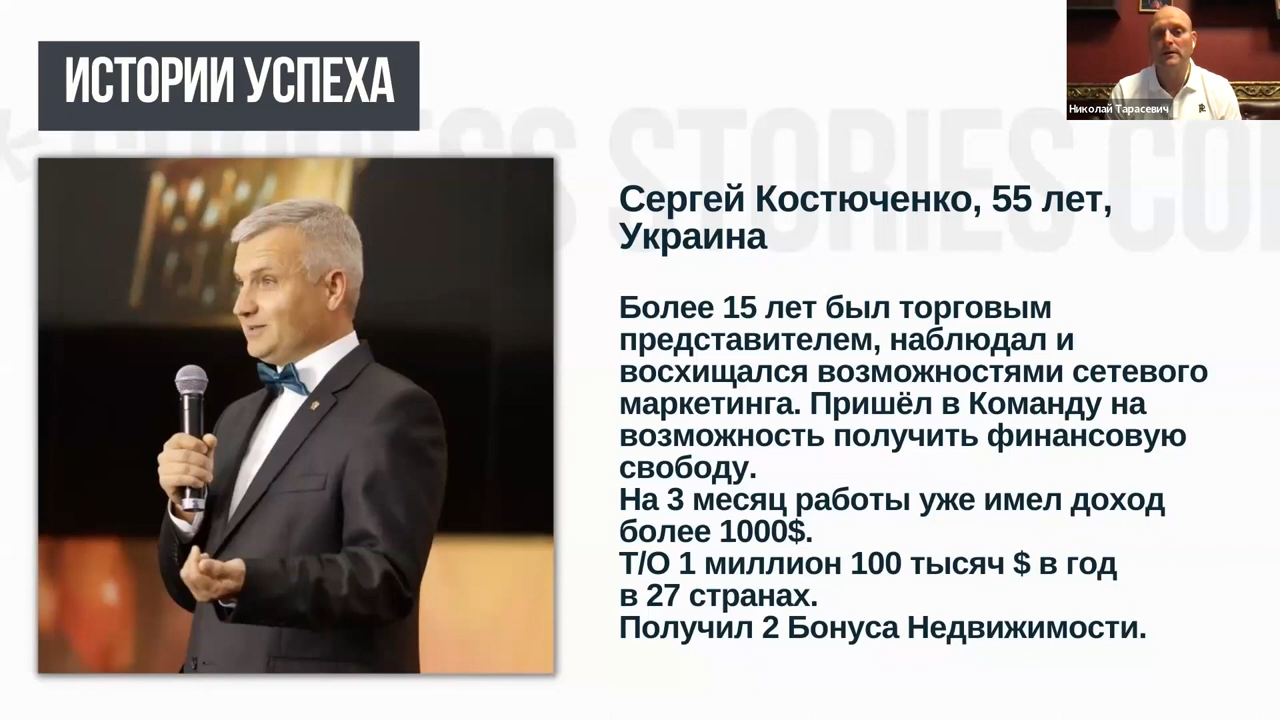 ИСТОРИИ УСПЕХА
Николай Тарасевич
STORIES
Сергей Костюченко, 55 лет,
Украина
Более 15 лет был торговым
представителем, наблюдал и
восхищался возможностями сетевого
маркетинга. Пришёл в Команду на
возможность получить финансовую
свободу.
На 3 месяц работы уже имел доход
более 1000$.
Т/О 1 миллион 100 тысяч $ в год
в 27 странах.
Получил 2 Бонуса Недвижимости.